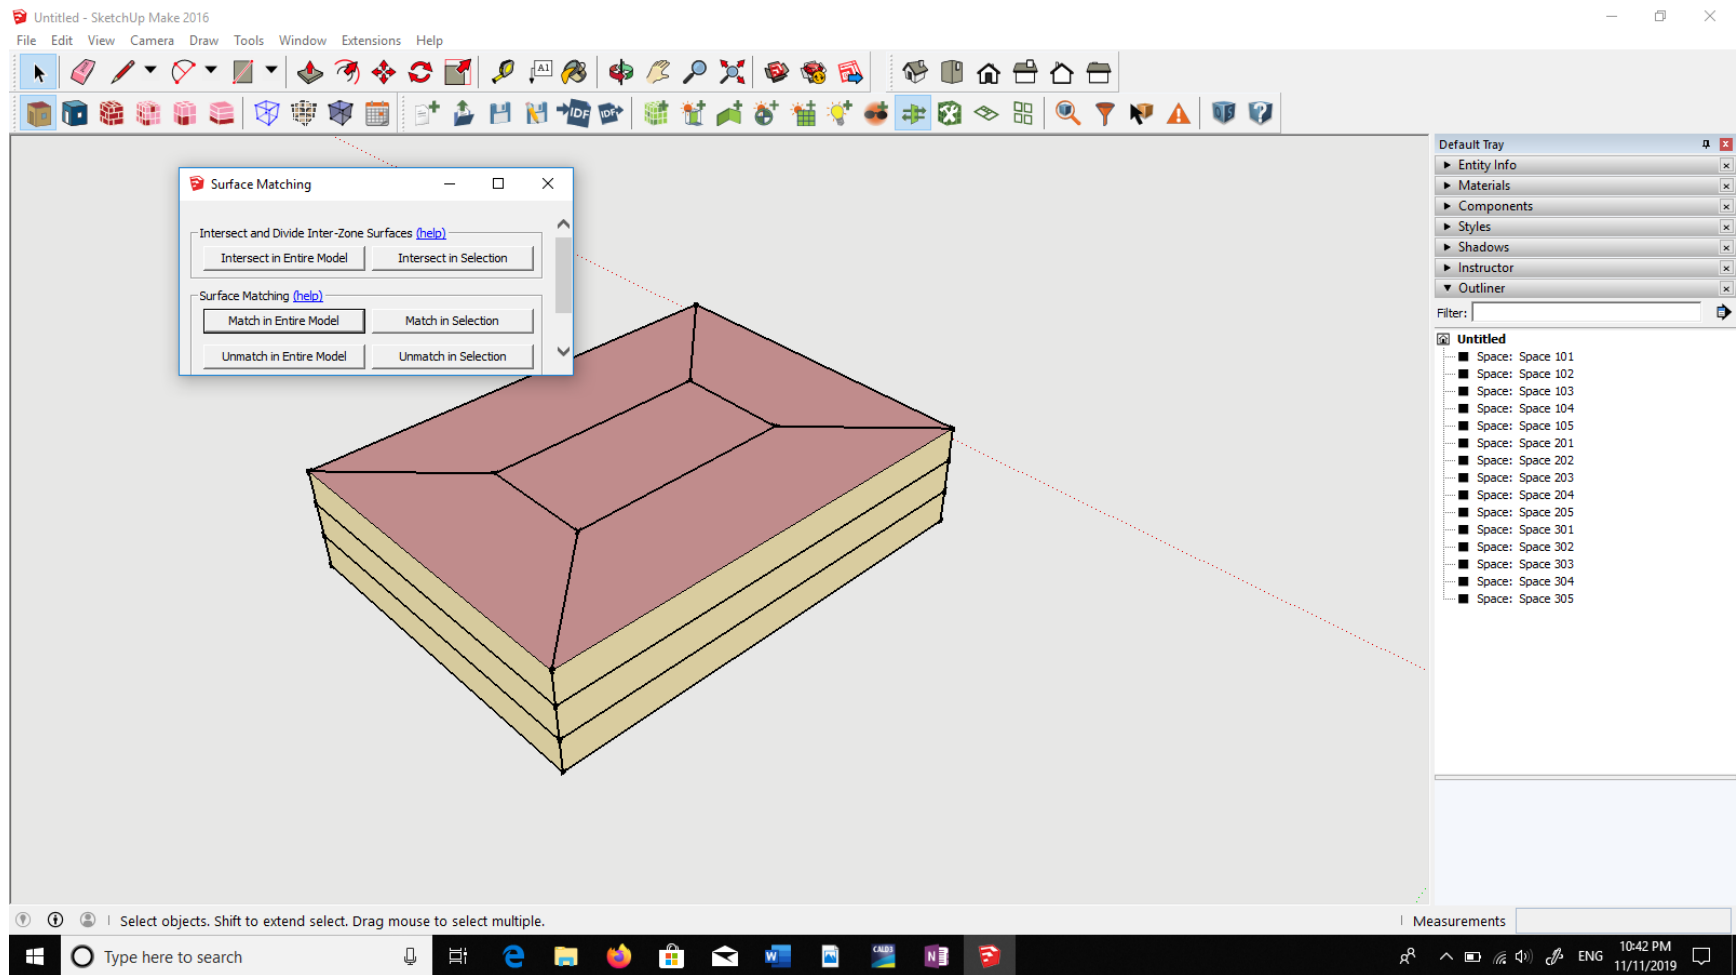 Untitled - SketchUp Make 2016
File Edit View Camera Draw Tools Window Extensions Help
A1
IDF IDF
Default Tray
Entity Info
Materials
Components
Styles
Shadows
Instructor
Outliner
Filter:
Untitled
Space: Space 101
Space: Space 102
Space: Space 103
Space: Space 104
Space: Space 105
Space: Space 201
Space: Space 202
Space: Space 203
Space: Space 204
Space: Space 205
Space: Space 301
Space: Space 302
Space: Space 303
Space: Space 304
Space: Space 305
Surface Matching
Intersect and Divide Inter-Zone Surfaces (help)
Intersect in Entire Model Intersect in Selection
Surface Matching (help)
Match in Entire Model Match in Selection
Unmatch in Entire Model Unmatch in Selection
Select objects. Shift to extend select. Drag mouse to select multiple.
Measurements
Type here to search
CALD3
ENG
10:42 PM
11/11/2019